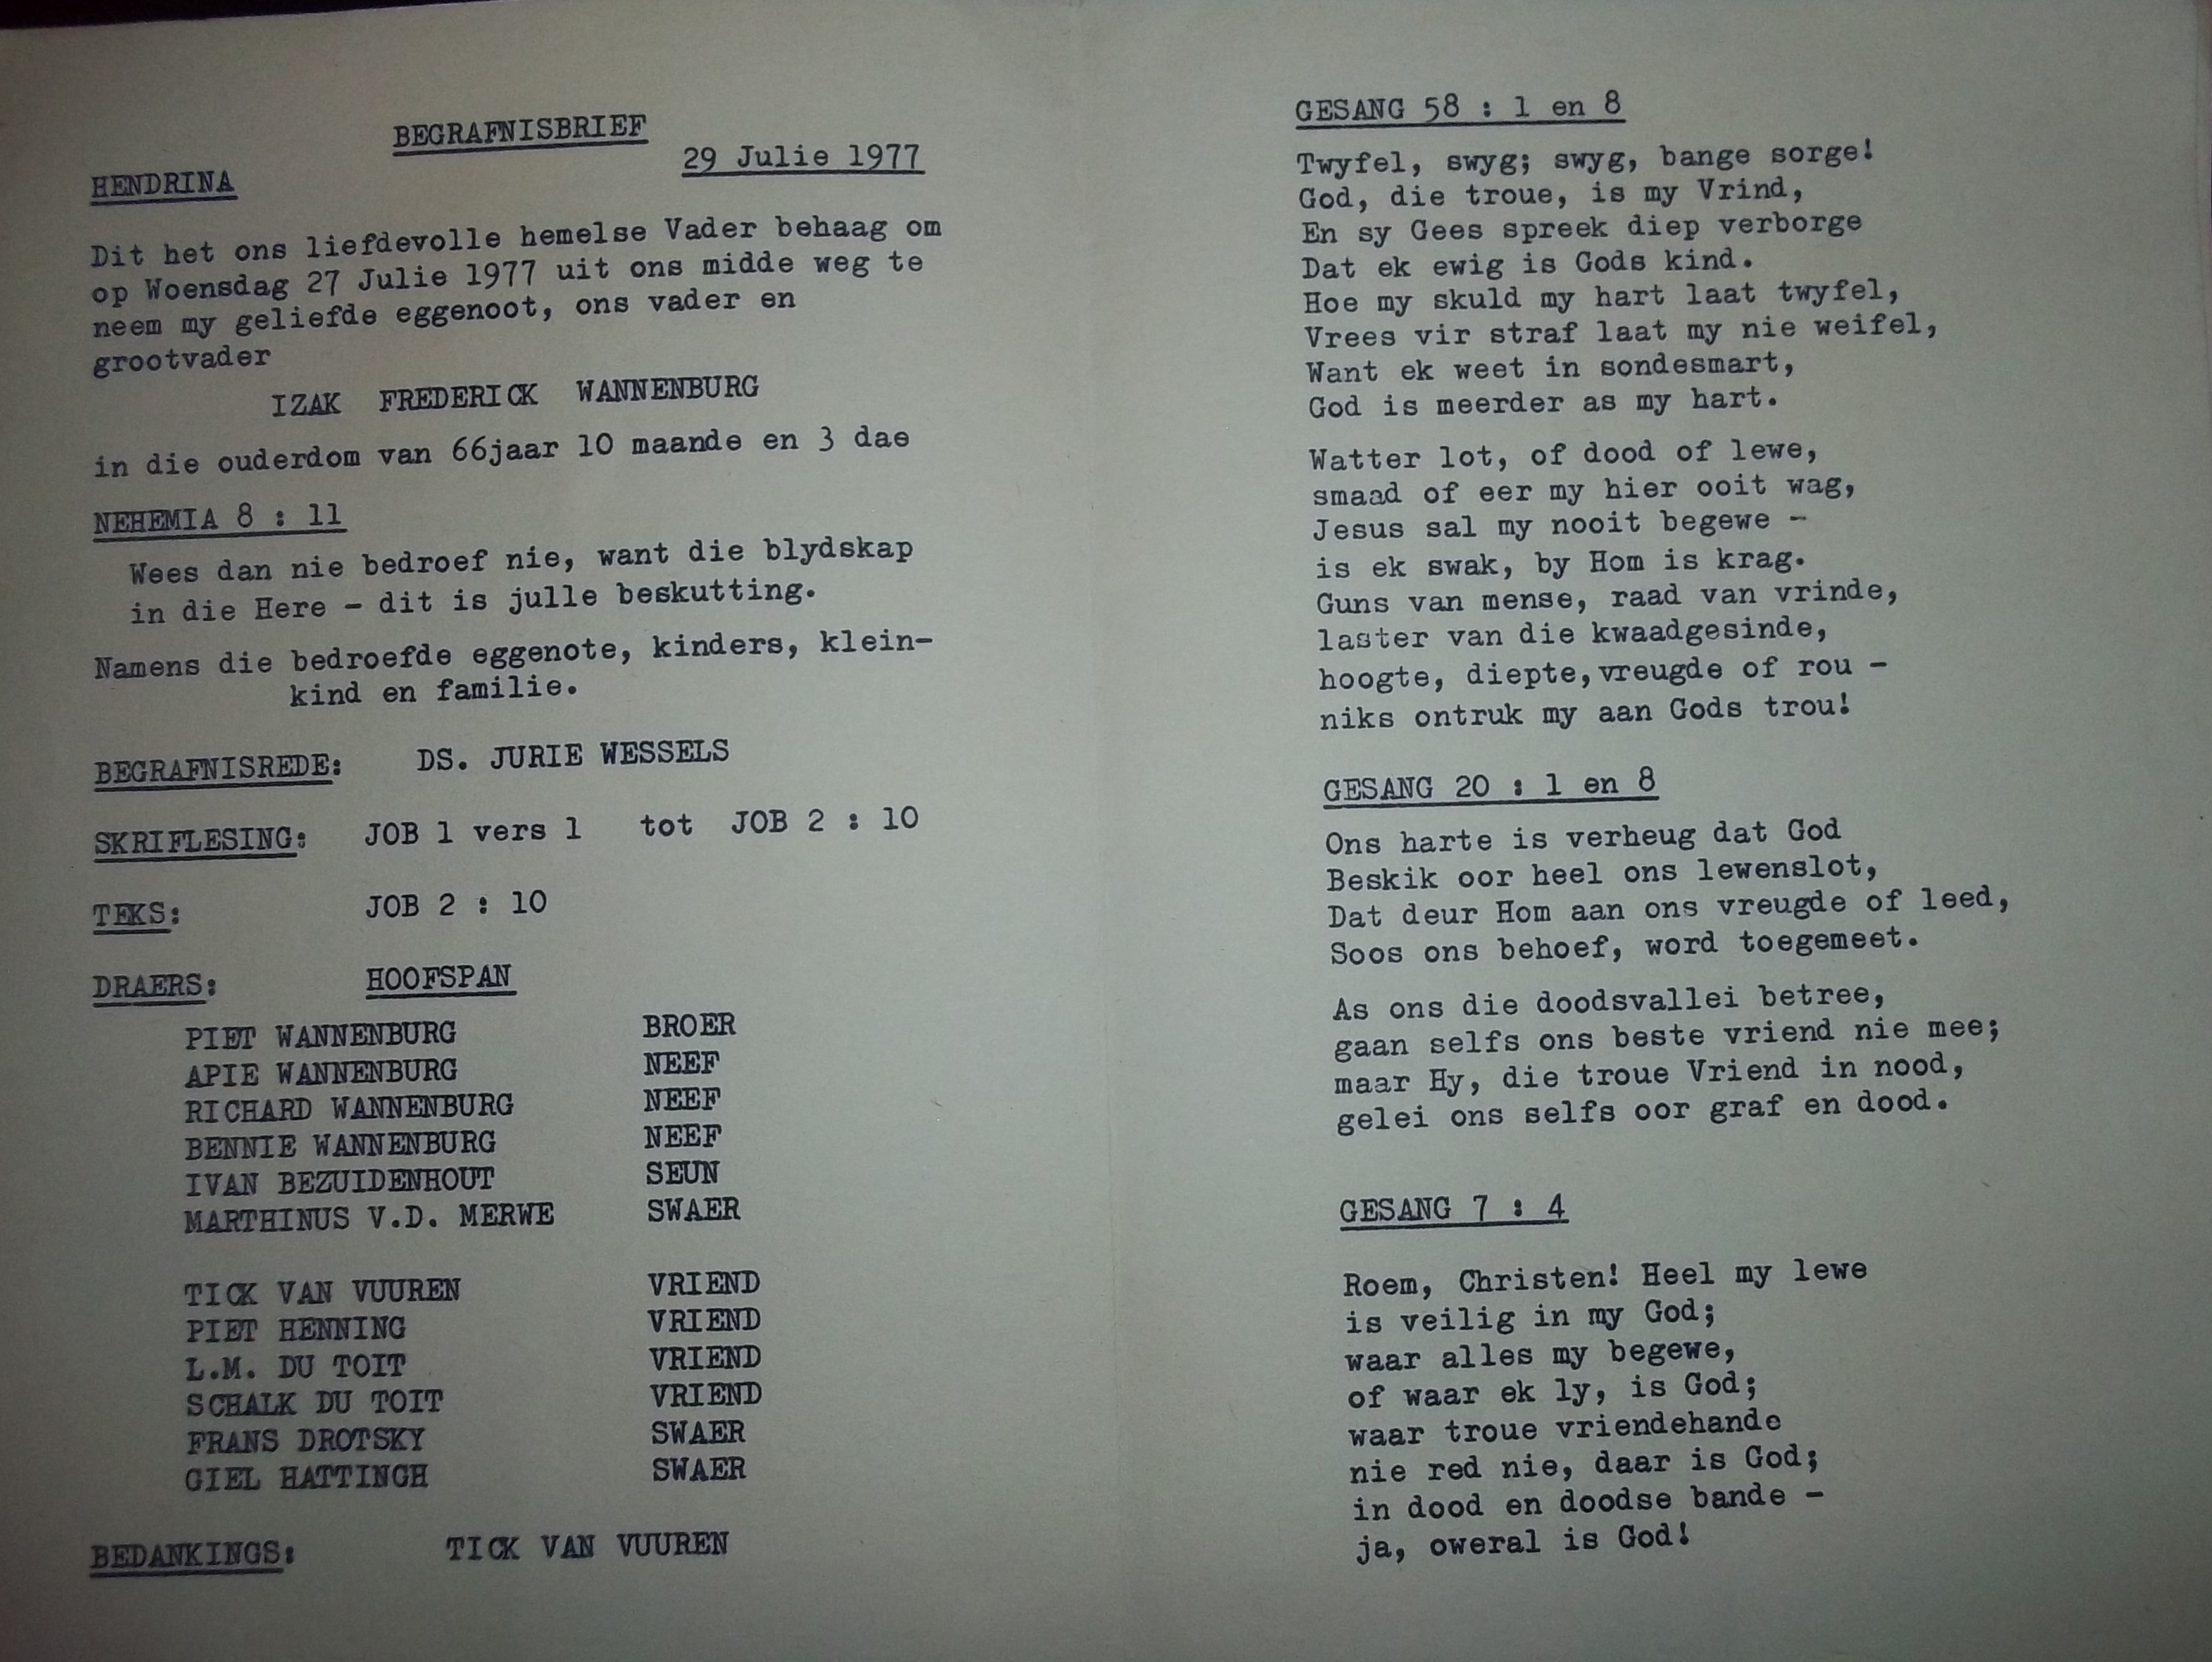 BEGRAFNISBRIEF
29 Julie 1977
HENDRINA
Dit het ons liefdevolle hemelse Vader behaag om
op Woensdag 27 Julie 1977 uit ons midde weg te
neem my geliefde eggenoot, ons vader en
grootvader
IZAK FREDERICK WANNENBURG
in die ouderdom van 66jaar 10 maande en 3 dae
NEHEMIA 8 : 11
Wees dan nie bedroef nie, want die blydskap
in die Here - dit is julle beskutting.
Namens die bedroefde eggenote, kinders, klein-
kind en familie.
BEGRAFNISREDE: DS. JURIE WESSELS
SKRIFLESING: JOB 1 vers 1 tot JOB 2 : 10
TEKS: JOB 2 : 10
DRAERS: HOOFSPAN
PIET WANNENBURG BROER
APIE WANNENBURG NEEF
RICHARD WANNENBURG NEEF
BENNIE WANNENBURG NEEF
IVAN BEZUIDENHOUT SEUN
MARTHINUS V.D. MERWE SWAER
TICK VAN VUUREN VRIEND
PIET HENNING VRIEND
L.M. DU TOIT VRIEND
SCHALK DU TOIT VRIEND
FRANS DROTSKY SWAER
GIEL HATTINGH SWAER
BEDANKINGS: TICK VAN VUUREN
GESANG 58 : 1 en 8
Twyfel, swyg; swyg, bange sorge!
God, die troue, is my Vrind,
En sy Gees spreek diep verborge
Dat ek ewig is Gods kind.
Hoe my skuld my hart laat twyfel,
Vrees vir straf laat my nie weifel,
Want ek weet in sondesmart,
God is meerder as my hart.
Watter lot, of dood of lewe,
smaad of eer my hier ooit wag,
Jesus sal my nooit begewe -
is ek swak, by Hom is krag.
Guns van mense, raad van vrinde,
laster van die kwaadgesinde,
hoogte, diepte, vreugde of rou -
niks ontruk my aan Gods trou!
GESANG 20 : 1 en 8
Ons harte is verheug dat God
Beskik oor heel ons lewenslot,
Dat deur Hom aan ons vreugde of leed,
Soos ons behoef, word toegemeet.
As ons die doodsvallei betree,
gaan selfs ons beste vriend nie mee;
maar Hy, die troue Vriend in nood,
gelei ons selfs oor graf en dood.
GESANG 7 : 4
Roem, Christen! Heel my lewe
is veilig in my God;
waar alles my begewe,
of waar ek ly, is God;
waar troue vriendehande
nie red nie, daar is God;
in dood en doodse bande -
ja, oweral is God!